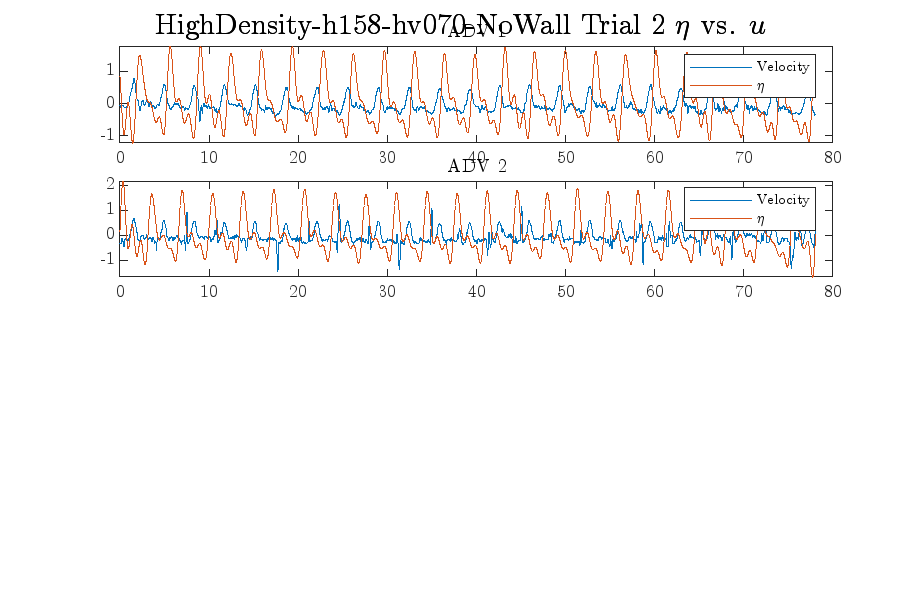 HighDensity-h158-hv070-NoWall Trial 2 η vs. u
ADV 1
1
0
-1
Velocity
η
0 10 20 30 40 50 60 70 80
ADV 2
2
1
0
-1
Velocity
η
0 10 20 30 40 50 60 70 80